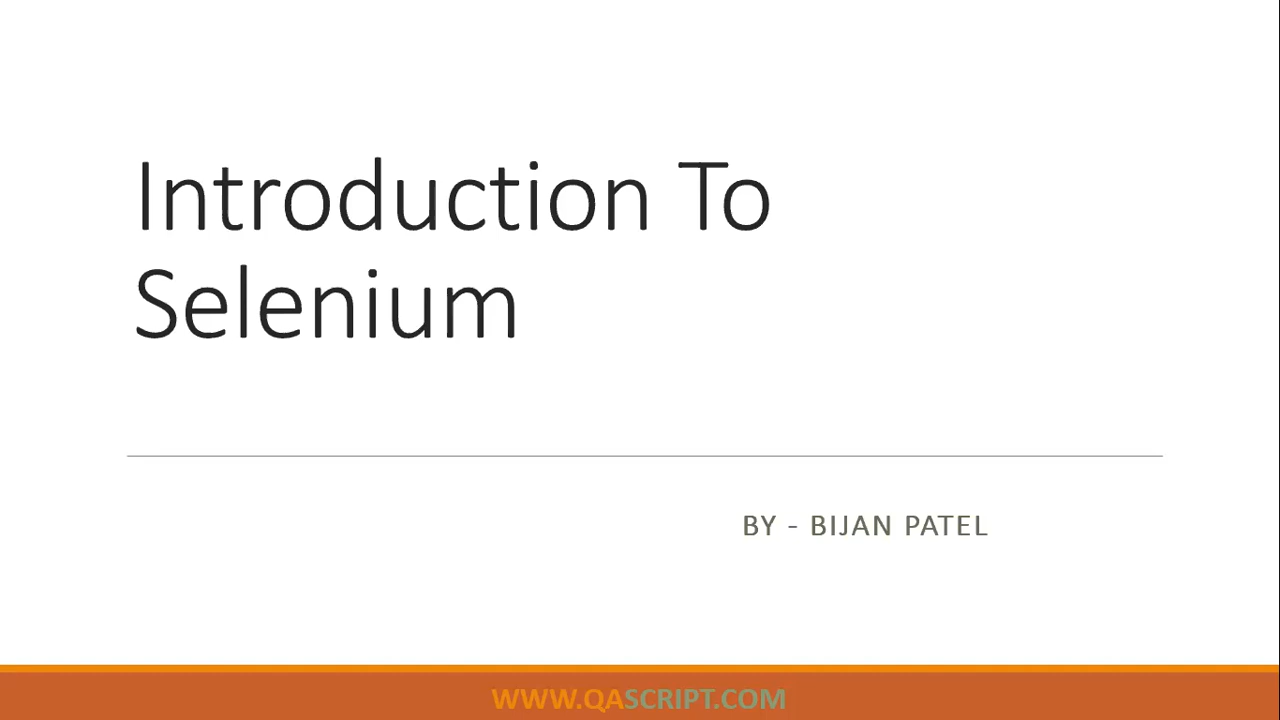 Introduction To
Selenium
BY - BIJAN PATEL
WWW.QASCRIPT.COM